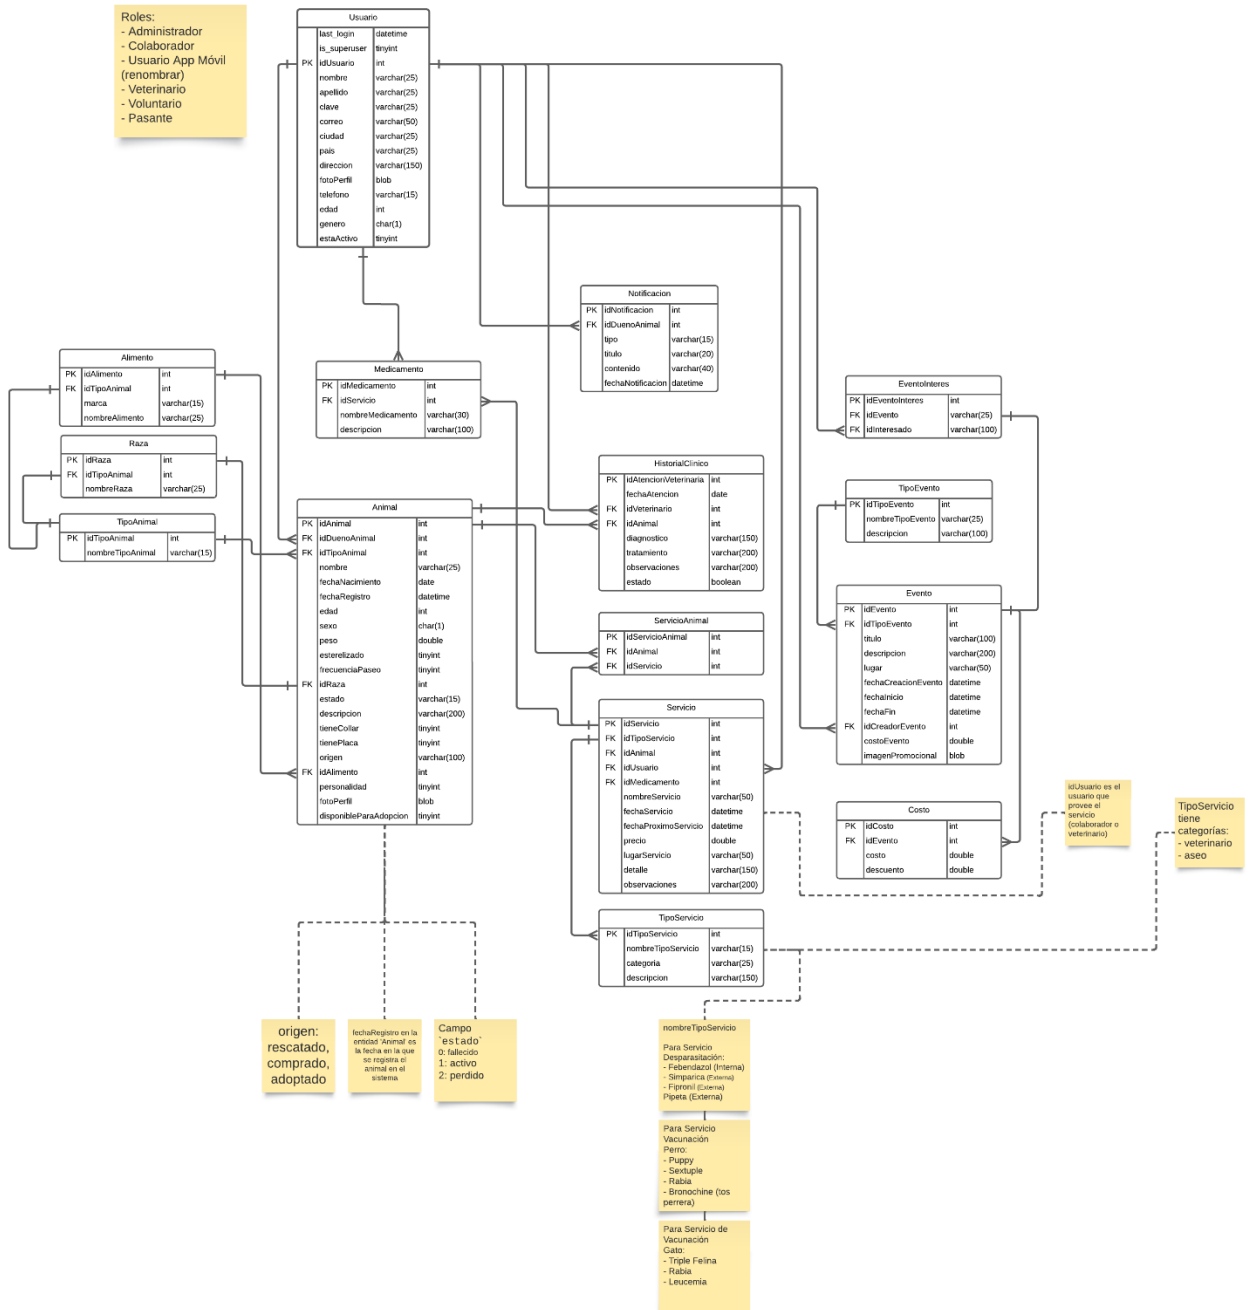 Roles:
- Administrador
- Colaborador
- Usuario App Móvil
(renombrar)
- Veterinario
- Voluntario
- Pasante
Usuario
last_login datetime
is_superuser tinyint
PK idUsuario int
nombre varchar(25)
apellido varchar(25)
clave varchar(25)
correo varchar(50)
ciudad varchar(25)
pais varchar(25)
direccion varchar(150)
fotoPerfil blob
telefono varchar(15)
edad int
genero char(1)
estaActivo tinyint
Notificacion
PK idNotificacion int
FK idDuenoAnimal int
tipo varchar(15)
titulo varchar(20)
contenido varchar(40)
fechaNotificacion datetime
Alimento
PK idAlimento int
FK idTipoAnimal int
marca varchar(15)
nombreAlimento varchar(25)
Medicamento
PK idMedicamento int
FK idServicio int
nombreMedicamento varchar(30)
descripcion varchar(100)
EventoInteres
PK idEventoInteres int
FK idEvento varchar(25)
FK idInteresado varchar(100)
Raza
PK idRaza int
FK idTipoAnimal int
nombreRaza varchar(25)
HistorialClinico
PK idAtencionVeterinaria int
fechaAtencion date
FK idVeterinario int
FK idAnimal int
diagnostico varchar(150)
tratamiento varchar(200)
observaciones varchar(200)
estado boolean
TipoEvento
PK idTipoEvento int
nombreTipoEvento varchar(25)
descripcion varchar(100)
TipoAnimal
PK idTipoAnimal int
nombreTipoAnimal varchar(15)
Animal
PK idAnimal int
FK idDuenoAnimal int
FK idTipoAnimal int
nombre varchar(25)
fechaNacimiento date
fechaRegistro datetime
edad int
sexo char(1)
peso double
esterelizado tinyint
frecuenciaPaseo tinyint
FK idRaza int
estado varchar(15)
descripcion varchar(200)
tieneCollar tinyint
tienePlaca tinyint
origen varchar(100)
FK idAlimento int
personalidad tinyint
fotoPerfil blob
disponibleParaAdopcion tinyint
Evento
PK idEvento int
FK idTipoEvento int
titulo varchar(100)
descripcion varchar(200)
lugar varchar(50)
fechaCreacionEvento datetime
fechaInicio datetime
fechaFin datetime
FK idCreadorEvento int
costoEvento double
imagenPromocional blob
ServicioAnimal
PK idServicioAnimal int
FK idAnimal int
FK idServicio int
Servicio
PK idServicio int
FK idTipoServicio int
FK idAnimal int
FK idUsuario int
FK idMedicamento int
nombreServicio varchar(50)
fechaServicio datetime
fechaProximoServicio datetime
precio double
lugarServicio varchar(50)
detalle varchar(150)
observaciones varchar(200)
Costo
PK idCosto int
FK idEvento int
costo double
descuento double
idUsuario es el
usuario que
provee el
servicio
(colaborador o
veterinario)
TipoServicio
tiene
categorías:
- veterinario
- aseo
TipoServicio
PK idTipoServicio int
nombreTipoServicio varchar(15)
categoria varchar(25)
descripcion varchar(150)
origen:
rescatado,
comprado,
adoptado
fechaRegistro en la
entidad 'Animal' es
la fecha en la que
se registra el
animal en el
sistema
Campo
`estado`
0: fallecido
1: activo
2: perdido
nombreTipoServicio
Para Servicio
Desparasitación:
- Febendazol (Interna)
- Simparica (Externa)
- Fipronil (Externa)
Pipeta (Externa)
Para Servicio
Vacunación
Perro:
- Puppy
- Sextuple
- Rabia
- Bronochine (tos
perrera)
Para Servicio de
Vacunación
Gato:
- Triple Felina
- Rabia
- Leucemia